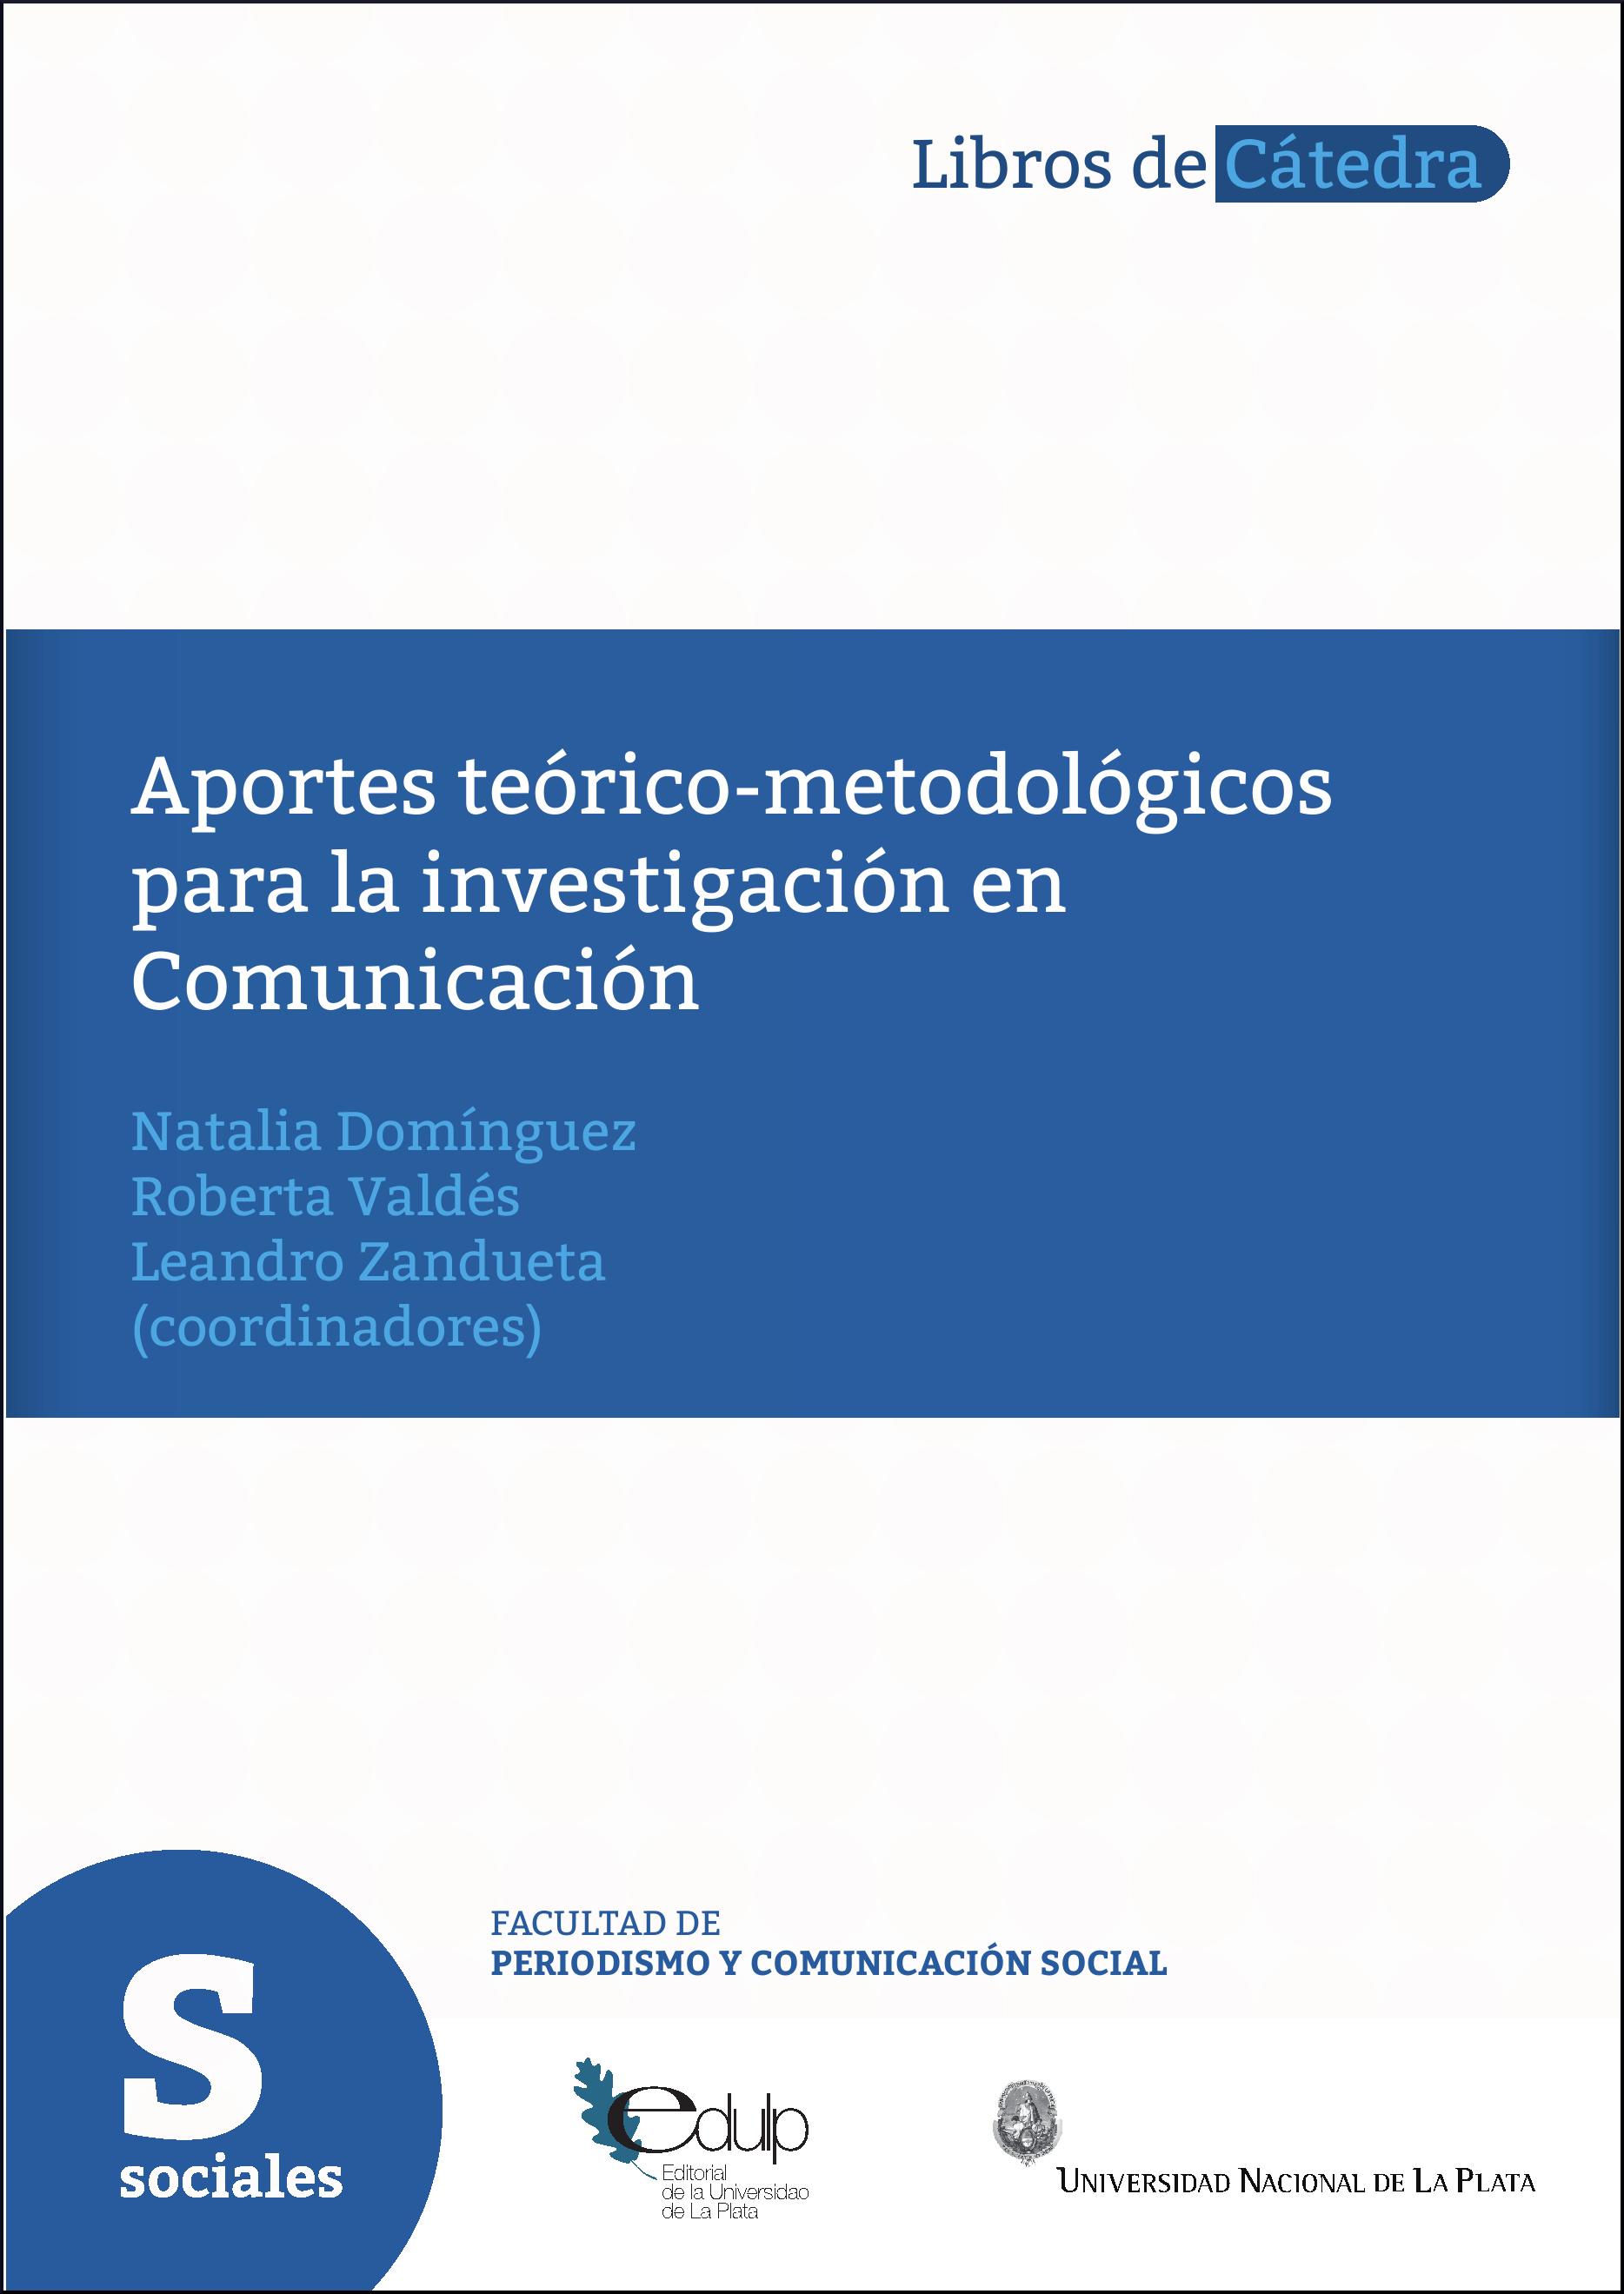 Libros de Cátedra
Aportes teórico-metodológicos
para la investigación en
Comunicación
Natalia Domínguez
Roberta Valdés
Leandro Zandueta
(coordinadores)
FACULTAD DE
PERIODISMO Y COMUNICACIÓN SOCIAL
S
sociales
edulp
Editorial
de la Universidad
de La Plata
UNIVERSIDAD NACIONAL DE LA PLATA